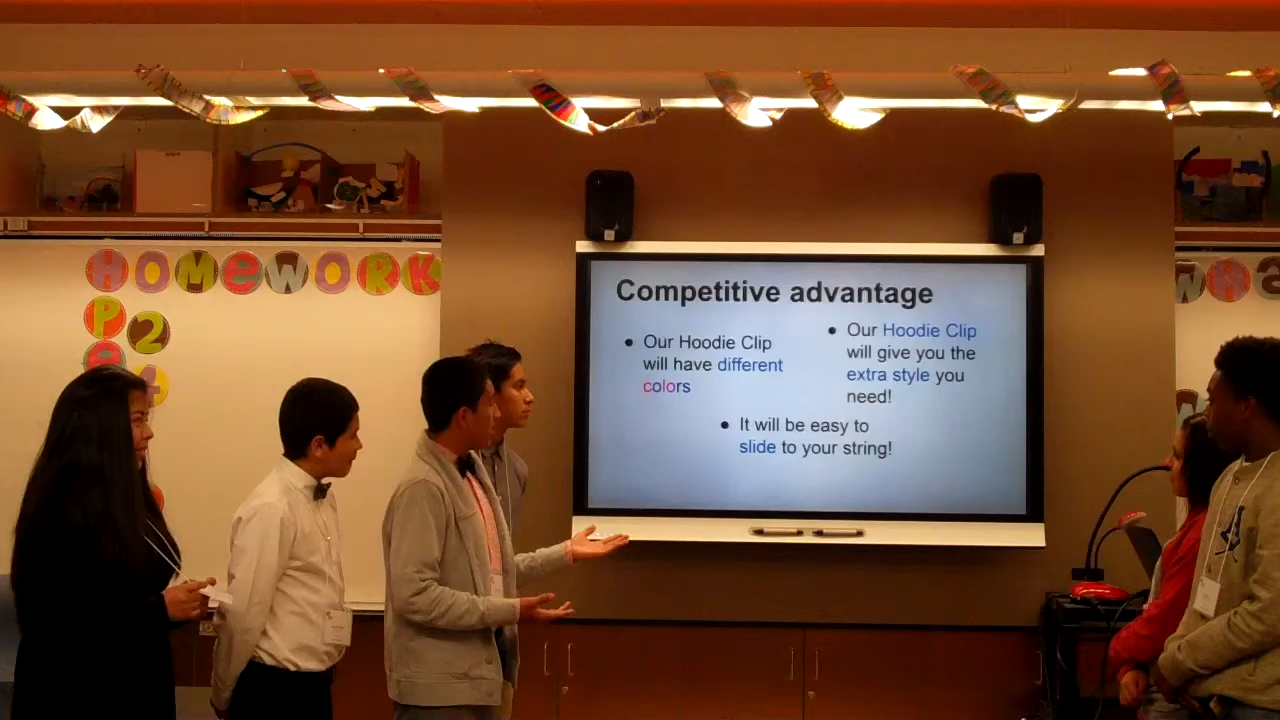 HOMEWORK
P2
Competitive advantage
• Our Hoodie Clip
will have different
colors
• Our Hoodie Clip
will give you the
extra style you
need!
• It will be easy to
slide to your string!